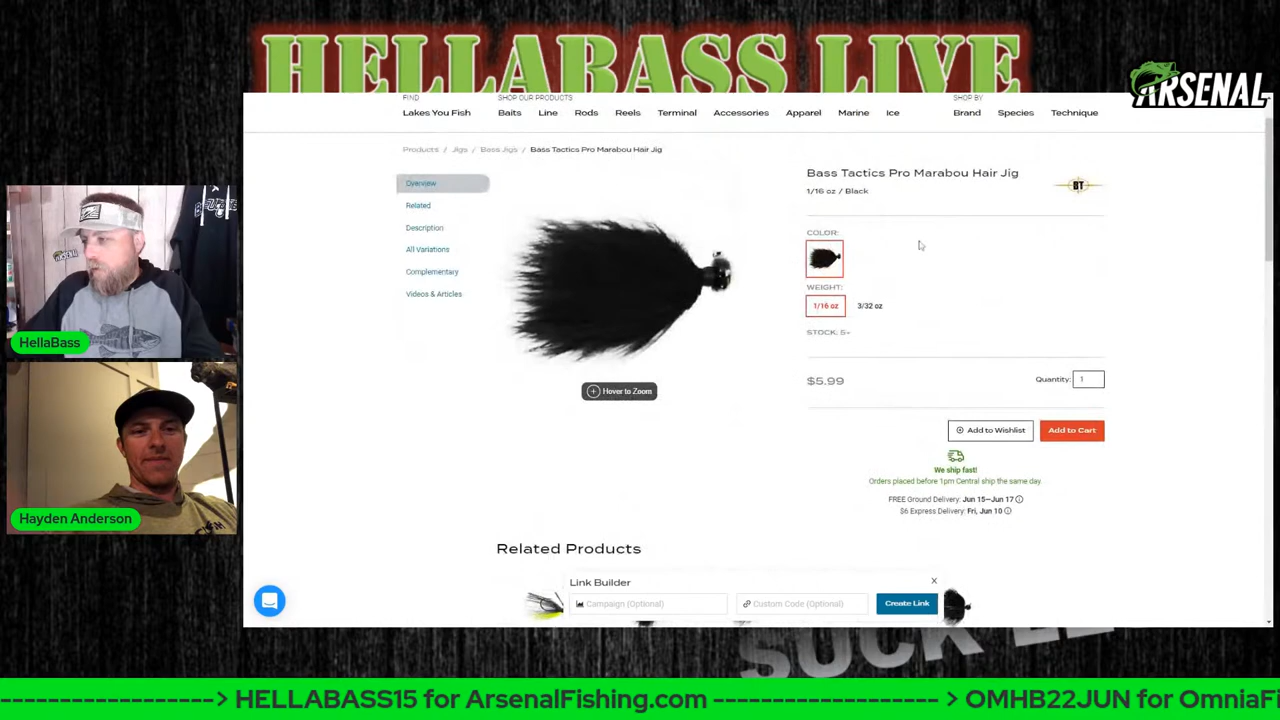 HELLABASS LIVE
ARSENAL
FIND
SHOP OUR PRODUCTS
SHOP BY
Lakes You Fish
Baits
Line
Rods
Reels
Terminal
Accessories
Apparel
Marine
Ice
Brand
Species
Technique
Products / Jigs / Bass Jigs / Bass Tactics Pro Marabou Hair Jig
Overview
Related
Description
All Variations
Complementary
Videos & Articles
Hover to Zoom
Bass Tactics Pro Marabou Hair Jig
1/16 oz / Black
BT
COLOR:
WEIGHT:
1/16 oz
3/32 oz
STOCK: 5+
$5.99
Quantity: 1
Add to Wishlist
Add to Cart
We ship fast!
Orders placed before 1pm Central ship the same day.
FREE Ground Delivery: Jun 15—Jun 17
$6 Express Delivery: Fri, Jun 10
Related Products
Link Builder
X
Campaign (Optional)
Custom Code (Optional)
Create Link
HellaBass
Hayden Anderson
-----------------> HELLABASS15 for ArsenalFishing.com ------------------ > OMHB22JUN for OmniaFi